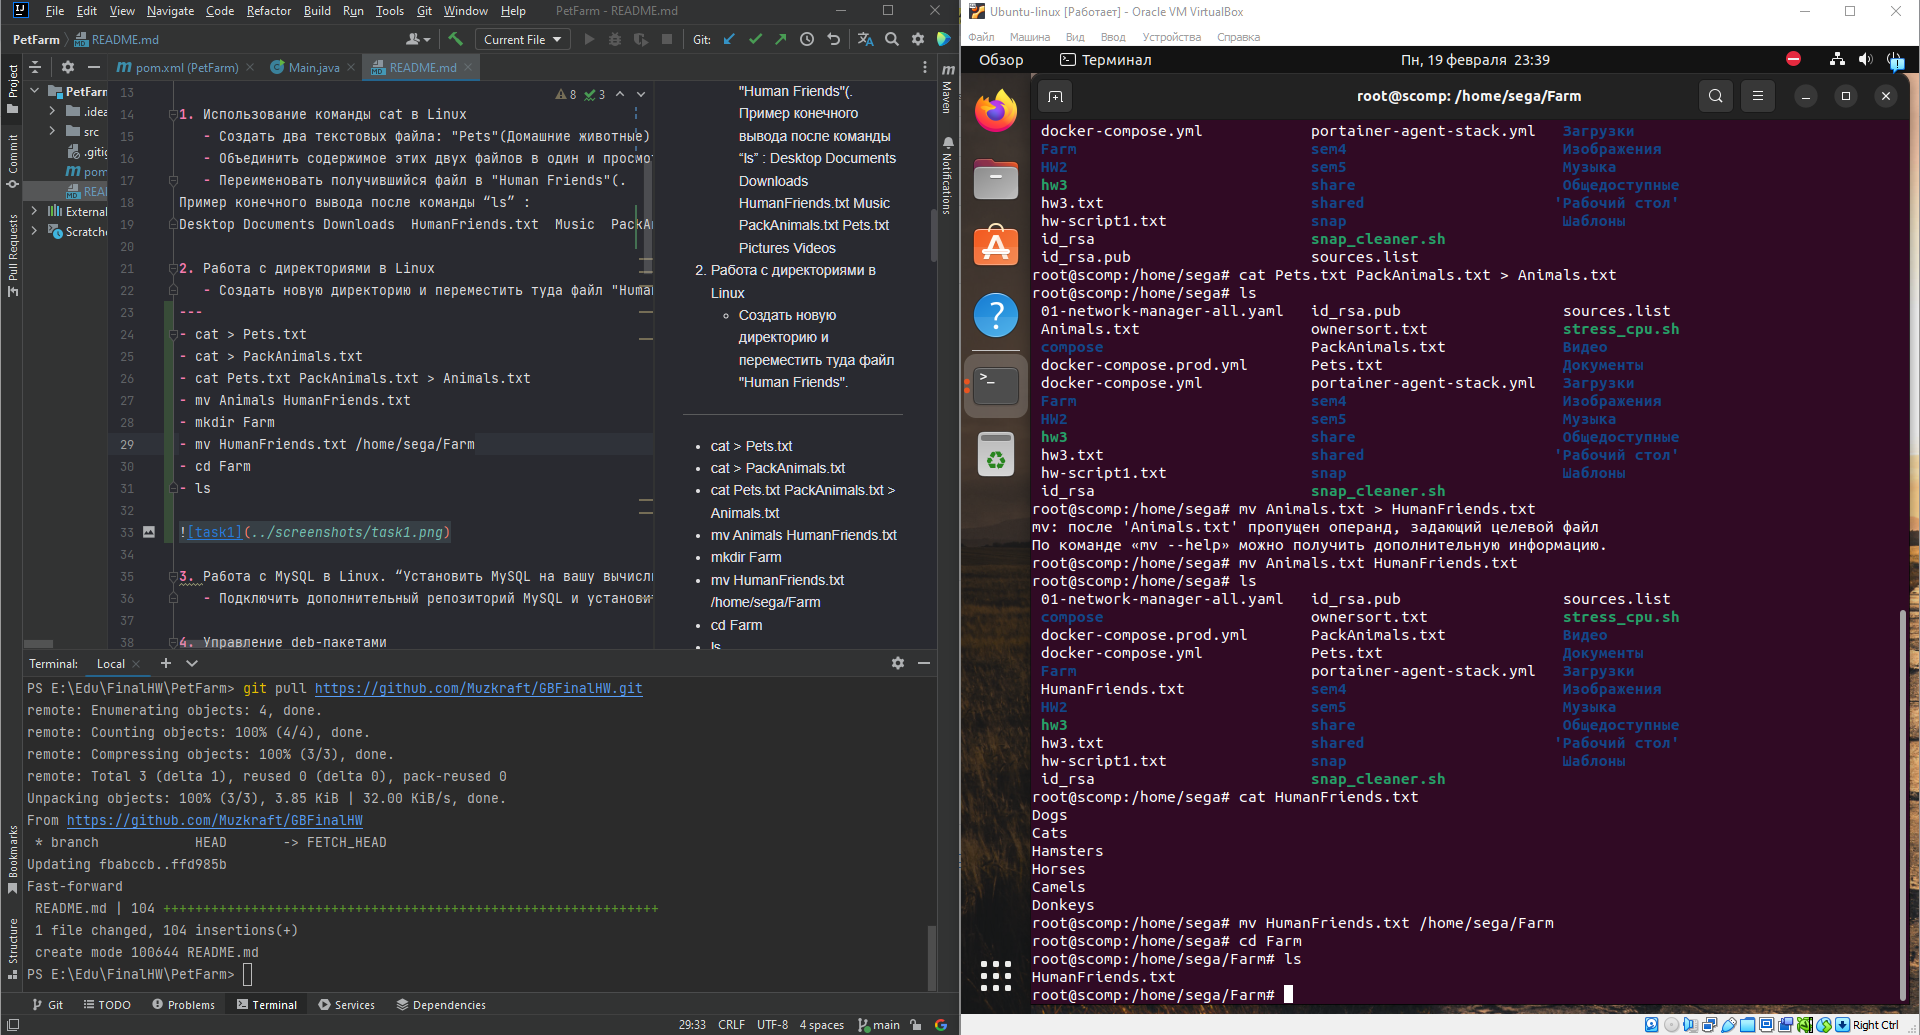 File Edit View Navigate Code Refactor Build Run Tools Git Window Help PetFarm - README.md
PetFarm README.md Current File Git:
Project
Commit
Pull Requests
Bookmarks
Structure
pom.xml (PetFarm) Main.java README.md
Maven
Notifications
PetFarm
.idea
src
.gitig
pom
REA
External
Scratche
8 3
13
14 1. Использование команды cat в Linux
15 - Создать два текстовых файла: "Pets"(Домашние животные)
16 - Объединить содержимое этих двух файлов в один и просмот
17 - Переименовать получившийся файл в "Human Friends"(.
18 Пример конечного вывода после команды “ls” :
19 Desktop Documents Downloads  HumanFriends.txt  Music  PackAn
20
21 2. Работа с директориями в Linux
22 - Создать новую директорию и переместить туда файл "Human
23 ---
24 - cat > Pets.txt
25 - cat > PackAnimals.txt
26 - cat Pets.txt PackAnimals.txt > Animals.txt
27 - mv Animals HumanFriends.txt
28 - mkdir Farm
29 - mv HumanFriends.txt /home/sega/Farm
30 - cd Farm
31 - ls
32
33 ![task1](../screenshots/task1.png)
34
35 3. Работа с MySQL в Linux. “Установить MySQL на вашу вычисли
36 - Подключить дополнительный репозиторий MySQL и установит
37
38 4. Управление deb-пакетами
"Human Friends"(.
Пример конечного
вывода после команды
“ls” : Desktop Documents
Downloads
HumanFriends.txt Music
PackAnimals.txt Pets.txt
Pictures Videos
2. Работа с директориями в
Linux
Создать новую
директорию и
переместить туда файл
"Human Friends".
cat > Pets.txt
cat > PackAnimals.txt
cat Pets.txt PackAnimals.txt >
Animals.txt
mv Animals HumanFriends.txt
mkdir Farm
mv HumanFriends.txt
/home/sega/Farm
cd Farm
ls
Terminal: Local
PS E:\Edu\FinalHW\PetFarm> git pull https://github.com/Muzkraft/GBFinalHW.git
remote: Enumerating objects: 4, done.
remote: Counting objects: 100% (4/4), done.
remote: Compressing objects: 100% (3/3), done.
remote: Total 3 (delta 1), reused 0 (delta 0), pack-reused 0
Unpacking objects: 100% (3/3), 3.85 KiB | 32.00 KiB/s, done.
From https://github.com/Muzkraft/GBFinalHW
* branch HEAD -> FETCH_HEAD
Updating fbabccb..ffd985b
Fast-forward
README.md | 104 ++++++++++++++++++++++++++++++++++++++++++++++++++++++++++++++
1 file changed, 104 insertions(+)
create mode 100644 README.md
PS E:\Edu\FinalHW\PetFarm>
Git TODO Problems Terminal Services Dependencies
29:33 CRLF UTF-8 4 spaces main
Ubuntu-linux [Работает] - Oracle VM VirtualBox
Файл Машина Вид Ввод Устройства Справка
Обзор Терминал Пн, 19 февраля 23:39
root@scomp: /home/sega/Farm
docker-compose.yml portainer-agent-stack.yml Загрузки
Farm sem4 Изображения
HW2 sem5 Музыка
hw3 share Общедоступные
hw3.txt shared 'Рабочий стол'
hw-script1.txt snap Шаблоны
id_rsa snap_cleaner.sh
id_rsa.pub sources.list
root@scomp:/home/sega# cat Pets.txt PackAnimals.txt > Animals.txt
root@scomp:/home/sega# ls
01-network-manager-all.yaml id_rsa.pub sources.list
Animals.txt ownersort.txt stress_cpu.sh
compose PackAnimals.txt Видео
docker-compose.prod.yml Pets.txt Документы
docker-compose.yml portainer-agent-stack.yml Загрузки
Farm sem4 Изображения
HW2 sem5 Музыка
hw3 share Общедоступные
hw3.txt shared 'Рабочий стол'
hw-script1.txt snap Шаблоны
id_rsa snap_cleaner.sh
root@scomp:/home/sega# mv Animals.txt > HumanFriends.txt
mv: после 'Animals.txt' пропущен операнд, задающий целевой файл
По команде «mv --help» можно получить дополнительную информацию.
root@scomp:/home/sega# mv Animals.txt HumanFriends.txt
root@scomp:/home/sega# ls
01-network-manager-all.yaml id_rsa.pub sources.list
compose ownersort.txt stress_cpu.sh
docker-compose.prod.yml PackAnimals.txt Видео
docker-compose.yml Pets.txt Документы
Farm portainer-agent-stack.yml Загрузки
HumanFriends.txt sem4 Изображения
HW2 sem5 Музыка
hw3 share Общедоступные
hw3.txt shared 'Рабочий стол'
hw-script1.txt snap Шаблоны
id_rsa snap_cleaner.sh
root@scomp:/home/sega# cat HumanFriends.txt
Dogs
Cats
Hamsters
Horses
Camels
Donkeys
root@scomp:/home/sega# mv HumanFriends.txt /home/sega/Farm
root@scomp:/home/sega# cd Farm
root@scomp:/home/sega/Farm# ls
HumanFriends.txt
root@scomp:/home/sega/Farm#
Right Ctrl